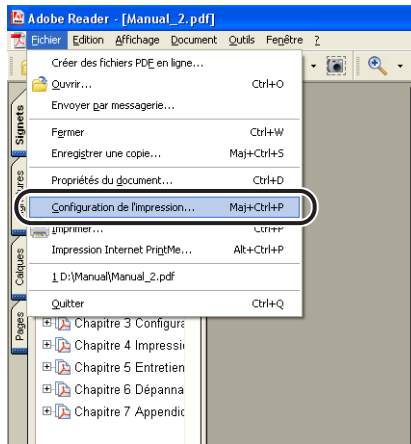 Adobe Reader - [Manual_2.pdf]
Fichier Edition Affichage Document Outils Fenêtre ?
Créer des fichiers PDF en ligne...
Ouvrir... Ctrl+O
Envoyer par messagerie...
Fermer Ctrl+W
Enregistrer une copie... Maj+Ctrl+S
Propriétés du document... Ctrl+D
Configuration de l'impression... Maj+Ctrl+P
Imprimer... Ctrl+P
Impression Internet PrintMe... Alt+Ctrl+P
1 D:\Manual\Manual_2.pdf
Quitter Ctrl+Q
Signets
Calques
Pages
Chapitre 3 Configura
Chapitre 4 Impressi
Chapitre 5 Entretien
Chapitre 6 Dépanna
Chapitre 7 Appendic